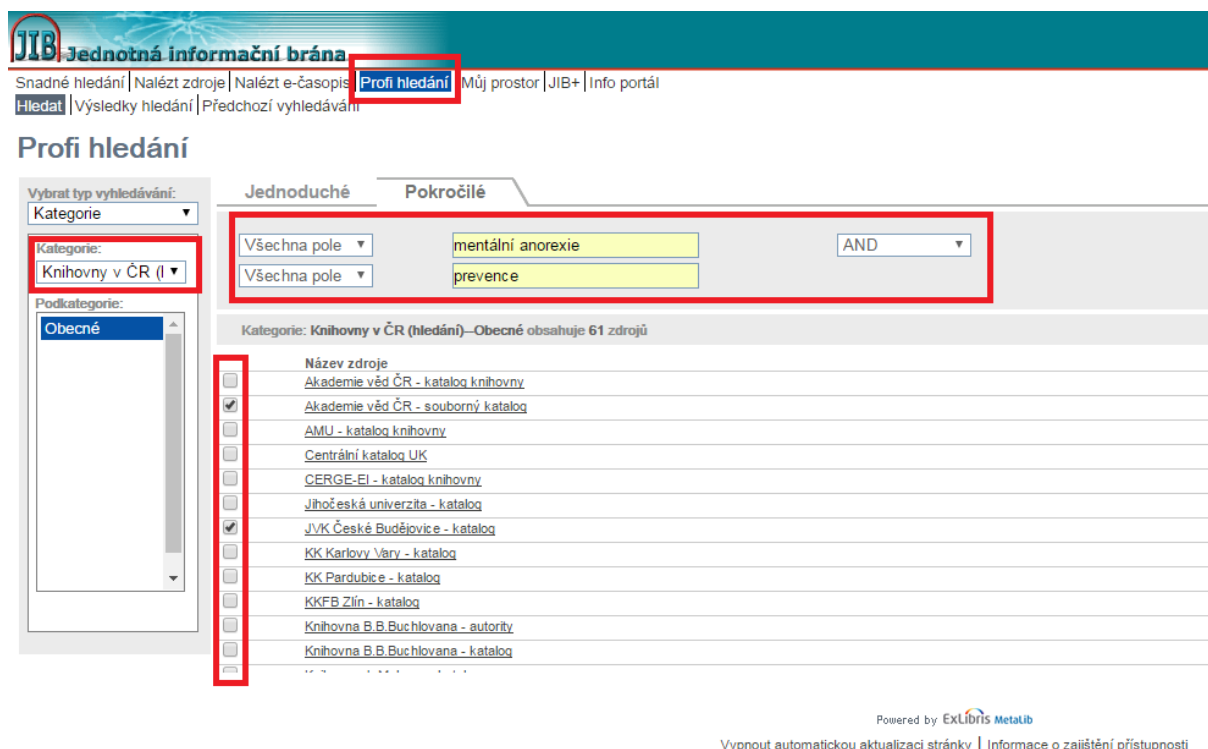 JIB Jednotná informační brána
Snadné hledání | Nalézt zdroje | Nalézt e-časopis | Profi hledání | Můj prostor | JIB+ | Info portál
Hledat | Výsledky hledání | Předchozí vyhledávání
Profi hledání
Vybrat typ vyhledávání:
Kategorie
Kategorie:
Knihovny v ČR (
Podkategorie:
Obecné
Jednoduché Pokročilé
Všechna pole mentální anorexie AND
Všechna pole prevence
Kategorie: Knihovny v ČR (hledání)--Obecné obsahuje 61 zdrojů
Název zdroje
Akademie věd ČR - katalog knihovny
Akademie věd ČR - souborný katalog
AMU - katalog knihovny
Centrální katalog UK
CERGE-EI - katalog knihovny
Jihočeská univerzita - katalog
JVK České Budějovice - katalog
KK Karlovy Vary - katalog
KK Pardubice - katalog
KKFB Zlín - katalog
Knihovna B.B.Buchlovana - autority
Knihovna B.B.Buchlovana - katalog
Powered by ExLibris MetaLib
Vypnout automatickou aktualizaci stránky | Informace o zajištění přístupnosti